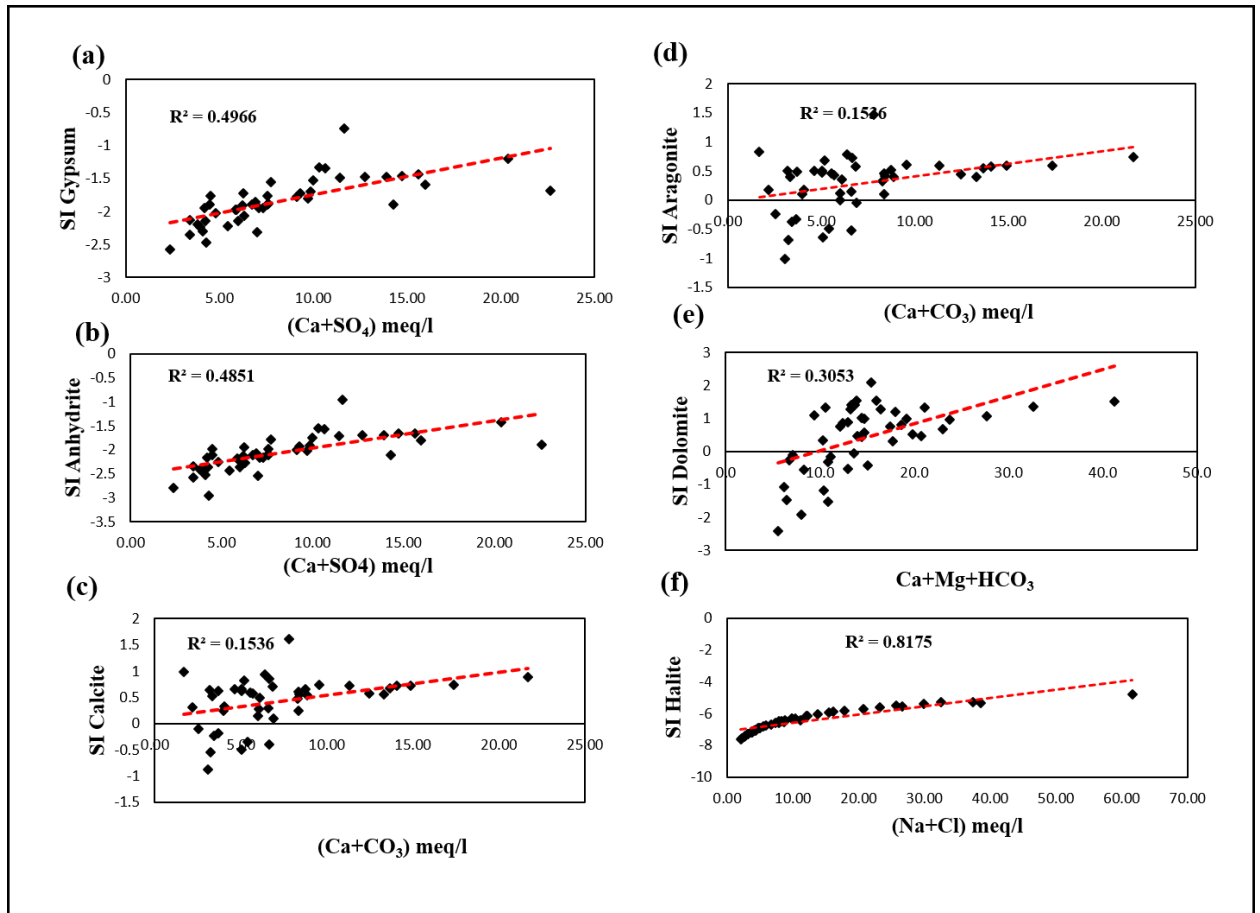 (a)
0
-0.5
-1
-1.5
-2
-2.5
-3
SI Gypsum
R² = 0.4966
0.00 5.00 10.00 15.00 20.00 25.00
(Ca+SO₄) meq/l
(b)
0
-0.5
-1
-1.5
-2
-2.5
-3
-3.5
SI Anhydrite
R² = 0.4851
0.00 5.00 10.00 15.00 20.00 25.00
(Ca+SO4) meq/l
(c)
2
1.5
1
0.5
0
-0.5
-1
-1.5
SI Calcite
R² = 0.1536
0.00 5.00 10.00 15.00 20.00 25.00
(Ca+CO₃) meq/l
(d)
2
1.5
1
0.5
0
-0.5
-1
-1.5
SI Aragonite
R² = 0.1536
0.00 5.00 10.00 15.00 20.00 25.00
(Ca+CO₃) meq/l
(e)
3
2
1
0
-1
-2
-3
SI Dolomite
R² = 0.3053
0.0 10.0 20.0 30.0 40.0 50.0
Ca+Mg+HCO₃
(f)
0
-2
-4
-6
-8
-10
SI Halite
R² = 0.8175
0.00 10.00 20.00 30.00 40.00 50.00 60.00 70.00
(Na+Cl) meq/l